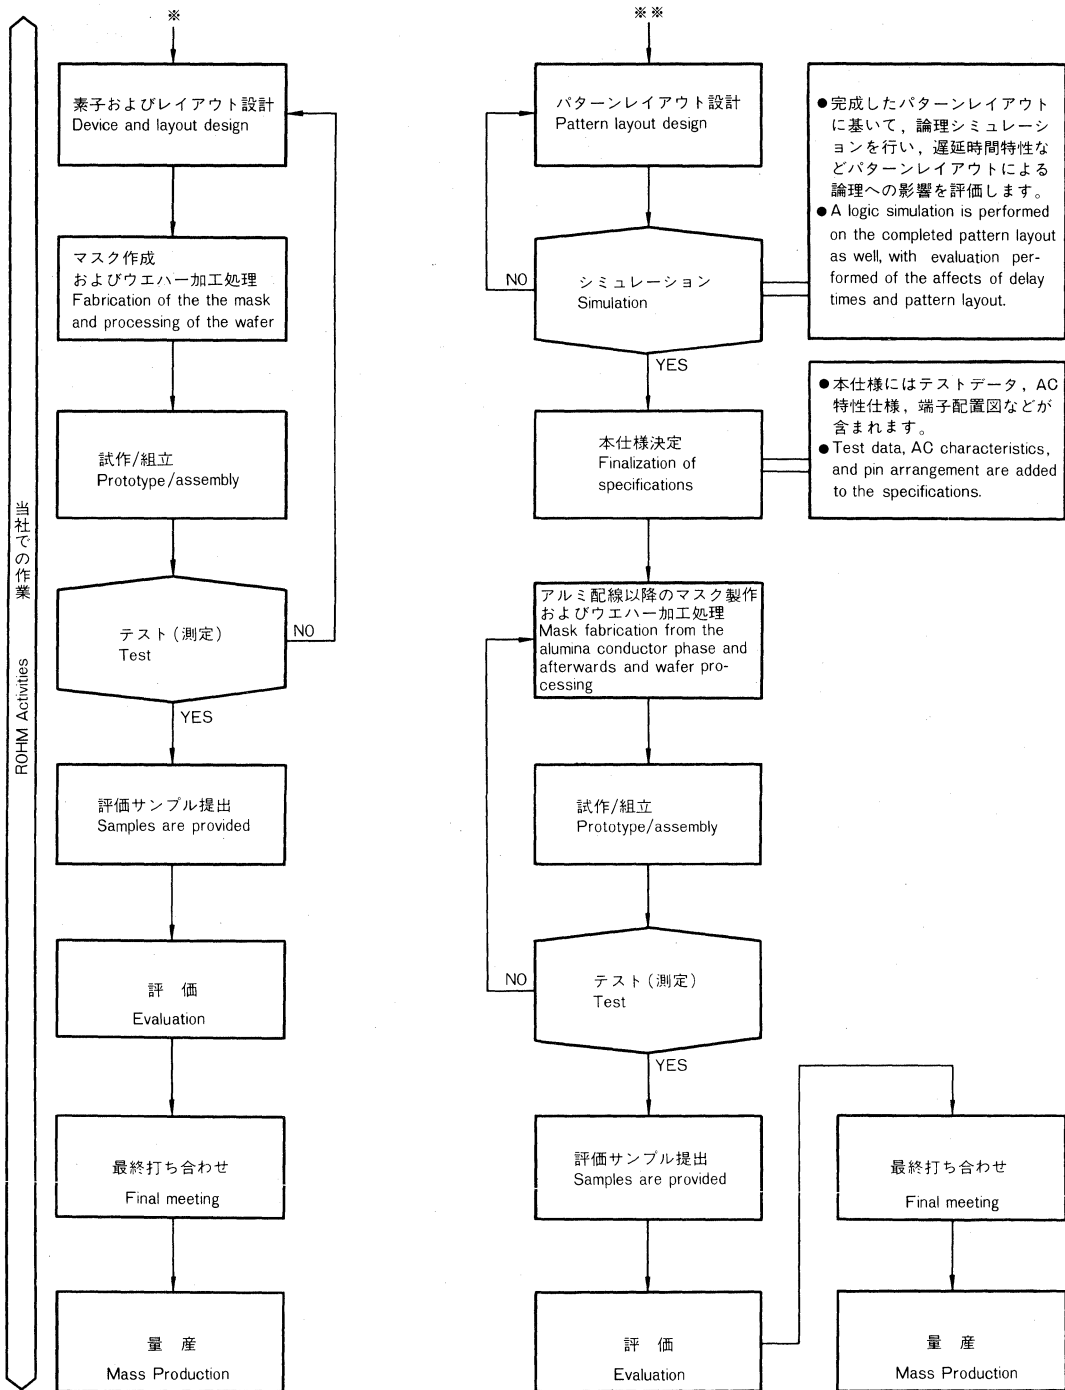 ※
素子およびレイアウト設計
Device and layout design
マスク作成
およびウエハー加工処理
Fabrication of the the mask
and processing of the wafer
試作/組立
Prototype/assembly
テスト(測定)
Test
NO
YES
評価サンプル提出
Samples are provided
評 価
Evaluation
最終打ち合わせ
Final meeting
量 産
Mass Production
当社での作業
ROHM Activities
※※
パターンレイアウト設計
Pattern layout design
シミュレーション
Simulation
NO
YES
●完成したパターンレイアウト
に基いて,論理シミュレーシ
ョンを行い,遅延時間特性な
どパターンレイアウトによる
論理への影響を評価します。
●A logic simulation is performed
on the completed pattern layout
as well, with evaluation per-
formed of the affects of delay
times and pattern layout.
本仕様決定
Finalization of
specifications
●本仕様にはテストデータ,AC
特性仕様,端子配置図などが
含まれます。
●Test data, AC characteristics,
and pin arrangement are added
to the specifications.
アルミ配線以降のマスク製作
およびウエハー加工処理
Mask fabrication from the
alumina conductor phase and
afterwards and wafer pro-
cessing
試作/組立
Prototype/assembly
テスト(測定)
Test
NO
YES
評価サンプル提出
Samples are provided
評 価
Evaluation
最終打ち合わせ
Final meeting
量 産
Mass Production